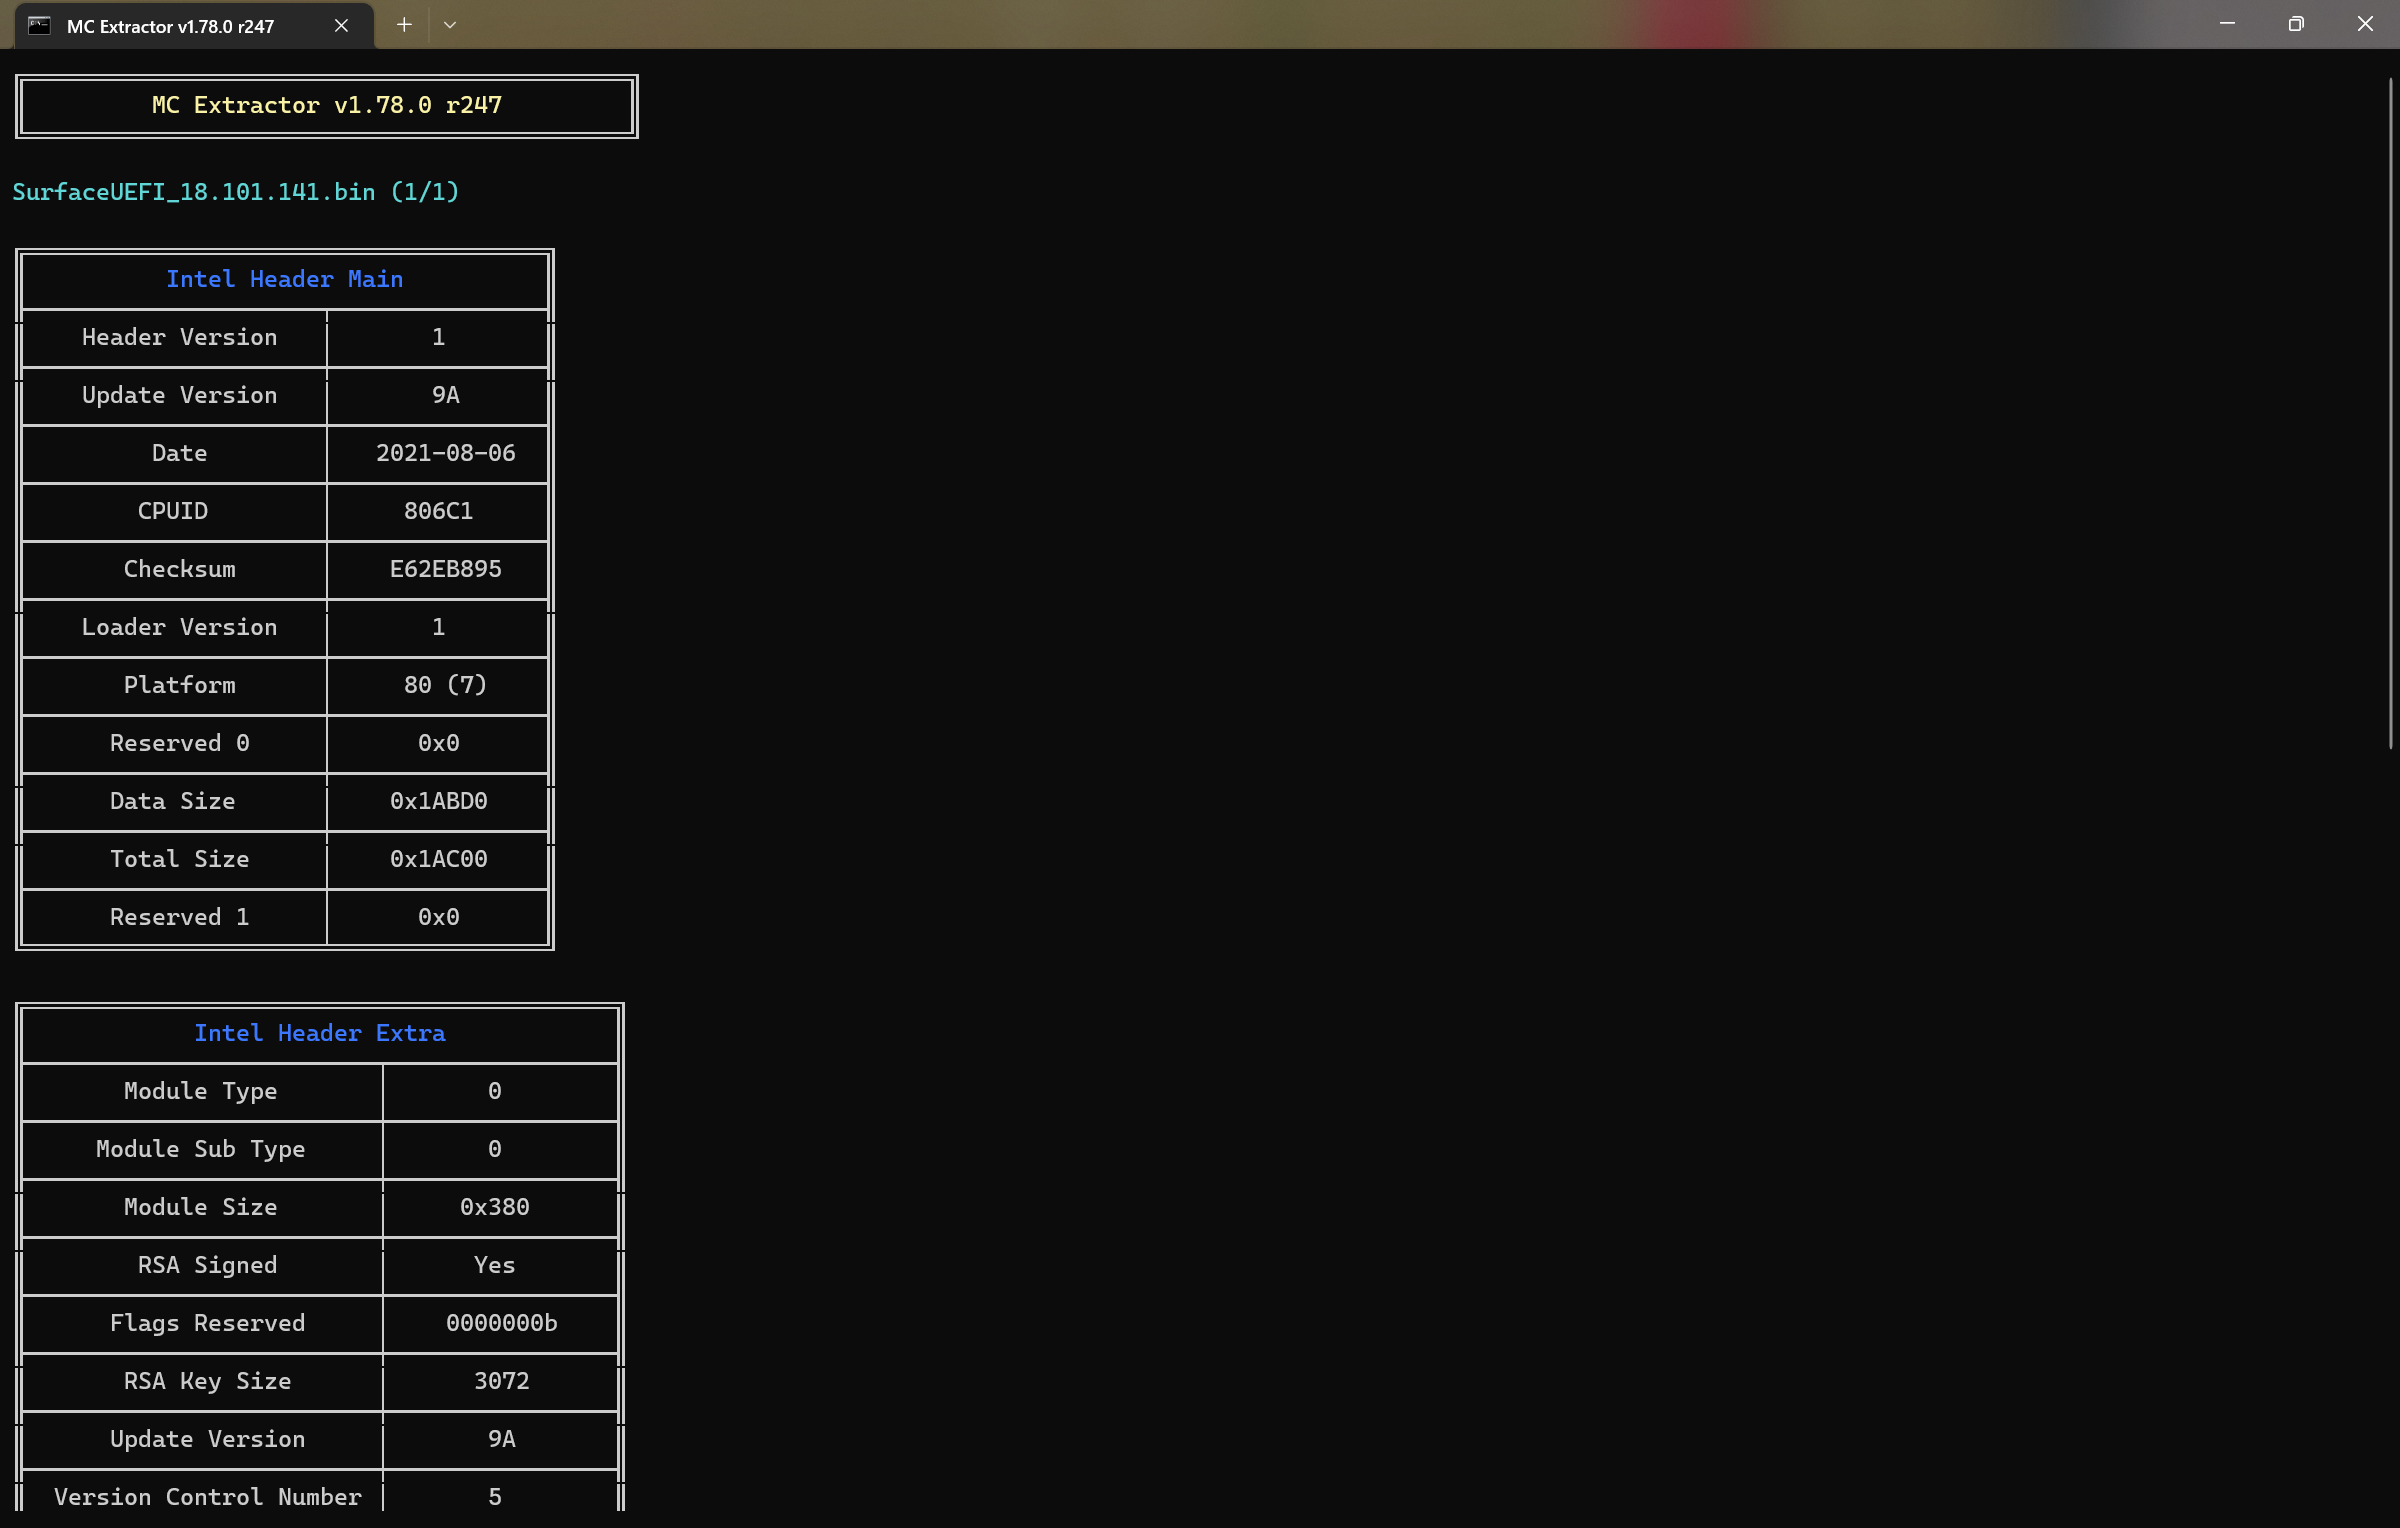 MC Extractor v1.78.0 r247
MC Extractor v1.78.0 r247
SurfaceUEFI_18.101.141.bin (1/1)
Intel Header Main
Header Version 1
Update Version 9A
Date 2021-08-06
CPUID 806C1
Checksum E62EB895
Loader Version 1
Platform 80 (7)
Reserved 0 0x0
Data Size 0x1ABD0
Total Size 0x1AC00
Reserved 1 0x0
Intel Header Extra
Module Type 0
Module Sub Type 0
Module Size 0x380
RSA Signed Yes
Flags Reserved 0000000b
RSA Key Size 3072
Update Version 9A
Version Control Number 5